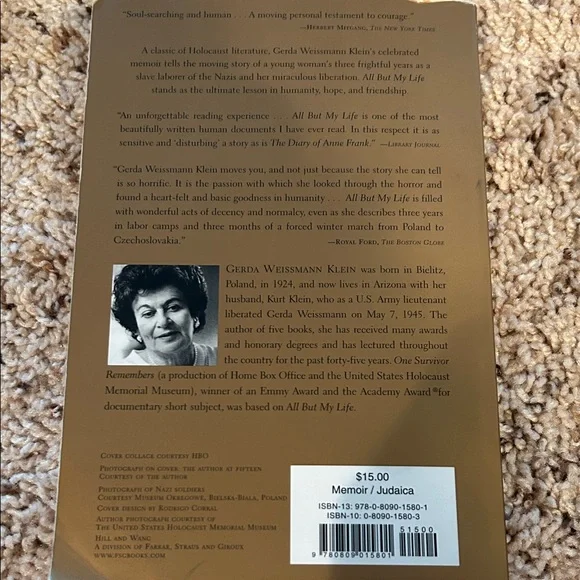 "Soul-searching and human . . . A moving personal testament to courage."
—Herbert Mitgang, The New York Times
A classic of Holocaust literature, Gerda Weissmann Klein's celebrated
memoir tells the moving story of a young woman's three frightful years as a
slave laborer of the Nazis and her miraculous liberation. All But My Life
stands as the ultimate lesson in humanity, hope, and friendship.
"An unforgettable reading experience . . . . All But My Life is one of the most
beautifully written human documents I have ever read. In this respect it is as
sensitive and 'disturbing' a story as is The Diary of Anne Frank." —Library Journal
"Gerda Weissmann Klein moves you, and not just because the story she can tell
is so horrific. It is the passion with which she looked through the horror and
found a heart-felt and basic goodness in humanity . . . . All But My Life is filled
with wonderful acts of decency and normalcy, even as she describes three years
in labor camps and three months of a forced winter march from Poland to
Czechoslovakia." —Royal Ford, The Boston Globe
GERDA WEISSMANN KLEIN was born in Bielitz,
Poland, in 1924, and now lives in Arizona with her
husband, Kurt Klein, who as a U.S. Army lieutenant
liberated Gerda Weissmann on May 7, 1945. The
author of five books, she has received many awards
and honorary degrees and has lectured throughout
the country for the past forty-five years. One Survivor
Remembers (a production of Home Box Office and the United States Holocaust
Memorial Museum), winner of an Emmy Award and the Academy Award® for
documentary short subject, was based on All But My Life.
Cover collage courtesy HBO
Photograph on cover: the author at fifteen
Courtesy of the author
Photograph of Nazi soldiers
Courtesy Museum Okregowe, Bielska-Biala, Poland
Cover design by Rodrigo Corral
Author photograph courtesy of
The United States Holocaust Memorial Museum
Hill and Wang
A division of Farrar, Straus and Giroux
www.fsgbooks.com
$15.00
Memoir / Judaica
ISBN-13: 978-0-8090-1580-1
ISBN-10: 0-8090-1580-3
51500
9 780809 015801